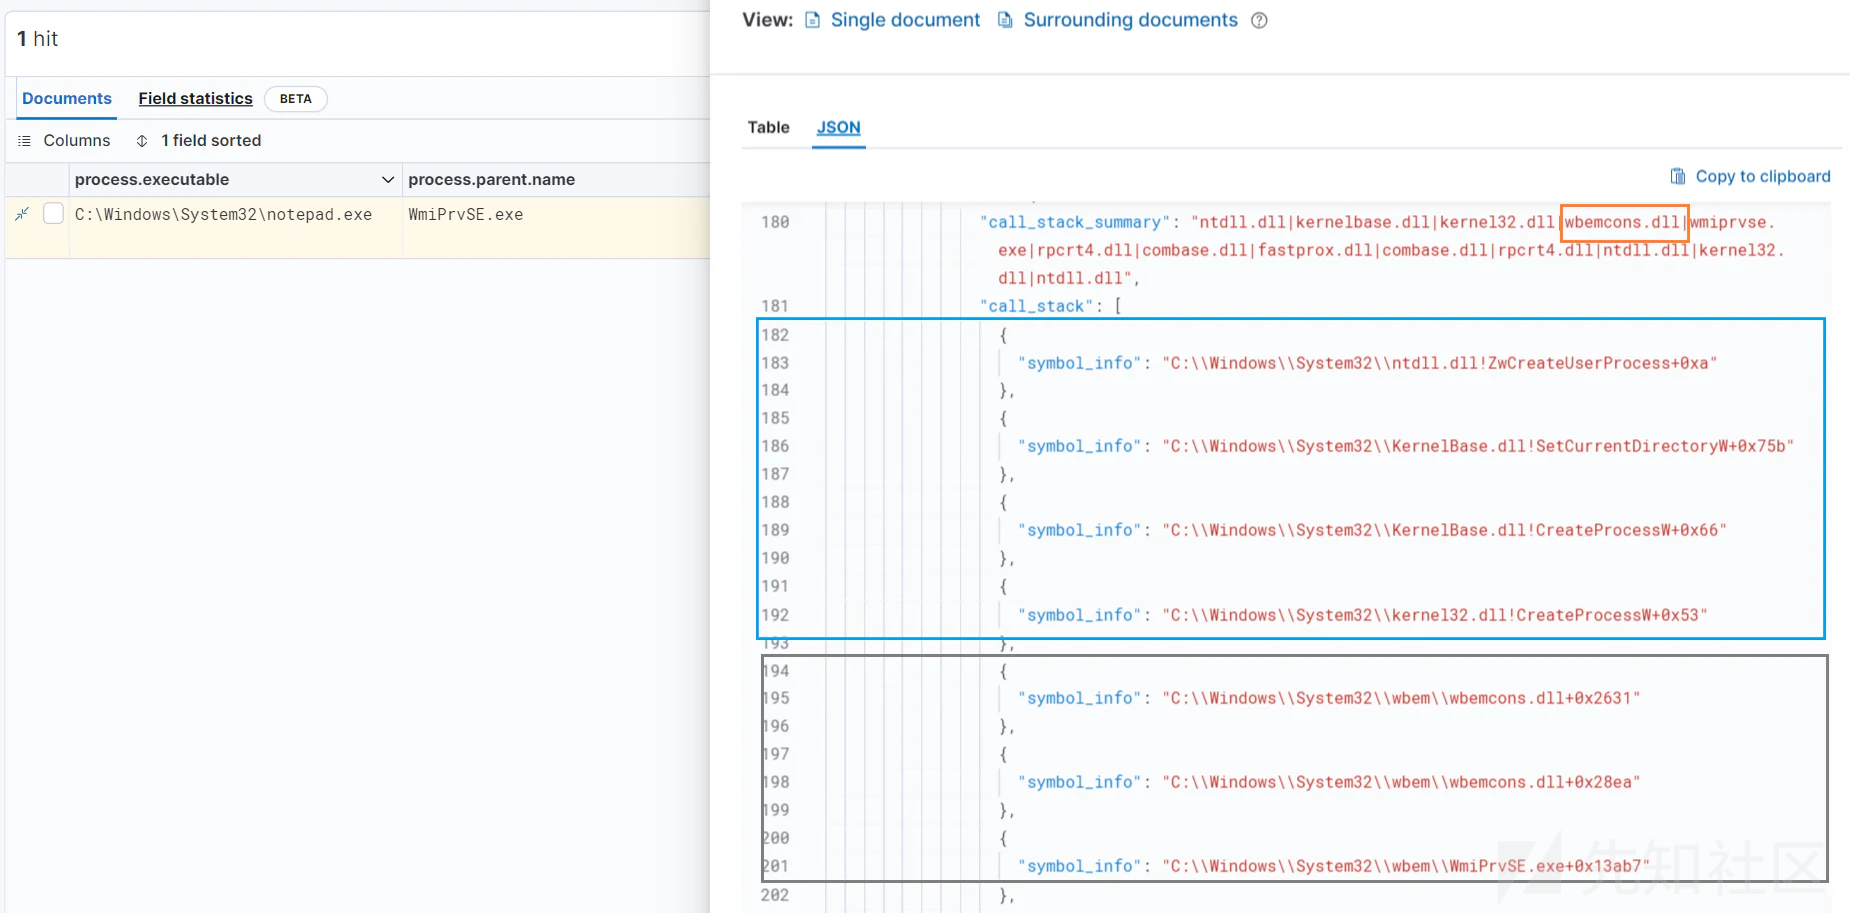 1 hit
Documents Field statistics BETA
Columns 1 field sorted
process.executable process.parent.name
C:\Windows\System32\notepad.exe WmiPrvSE.exe
View: Single document Surrounding documents
Table JSON
Copy to clipboard
180 "call_stack_summary": "ntdll.dll|kernelbase.dll|kernel32.dll|wbemcons.dll|wmiprvse.
exe|rpcrt4.dll|combase.dll|fastprox.dll|combase.dll|rpcrt4.dll|ntdll.dll|kernel32.
dll|ntdll.dll",
181 "call_stack": [
182 {
183 "symbol_info": "C:\\Windows\\System32\\ntdll.dll!ZwCreateUserProcess+0xa"
184 },
185 {
186 "symbol_info": "C:\\Windows\\System32\\KernelBase.dll!SetCurrentDirectoryW+0x75b"
187 },
188 {
189 "symbol_info": "C:\\Windows\\System32\\KernelBase.dll!CreateProcessW+0x66"
190 },
191 {
192 "symbol_info": "C:\\Windows\\System32\\kernel32.dll!CreateProcessW+0x53"
193 },
194 {
195 "symbol_info": "C:\\Windows\\System32\\wbem\\wbemcons.dll+0x2631"
196 },
197 {
198 "symbol_info": "C:\\Windows\\System32\\wbem\\wbemcons.dll+0x28ea"
199 },
200 {
201 "symbol_info": "C:\\Windows\\System32\\wbem\\WmiPrvSE.exe+0x13ab7"
202 },
先知社区